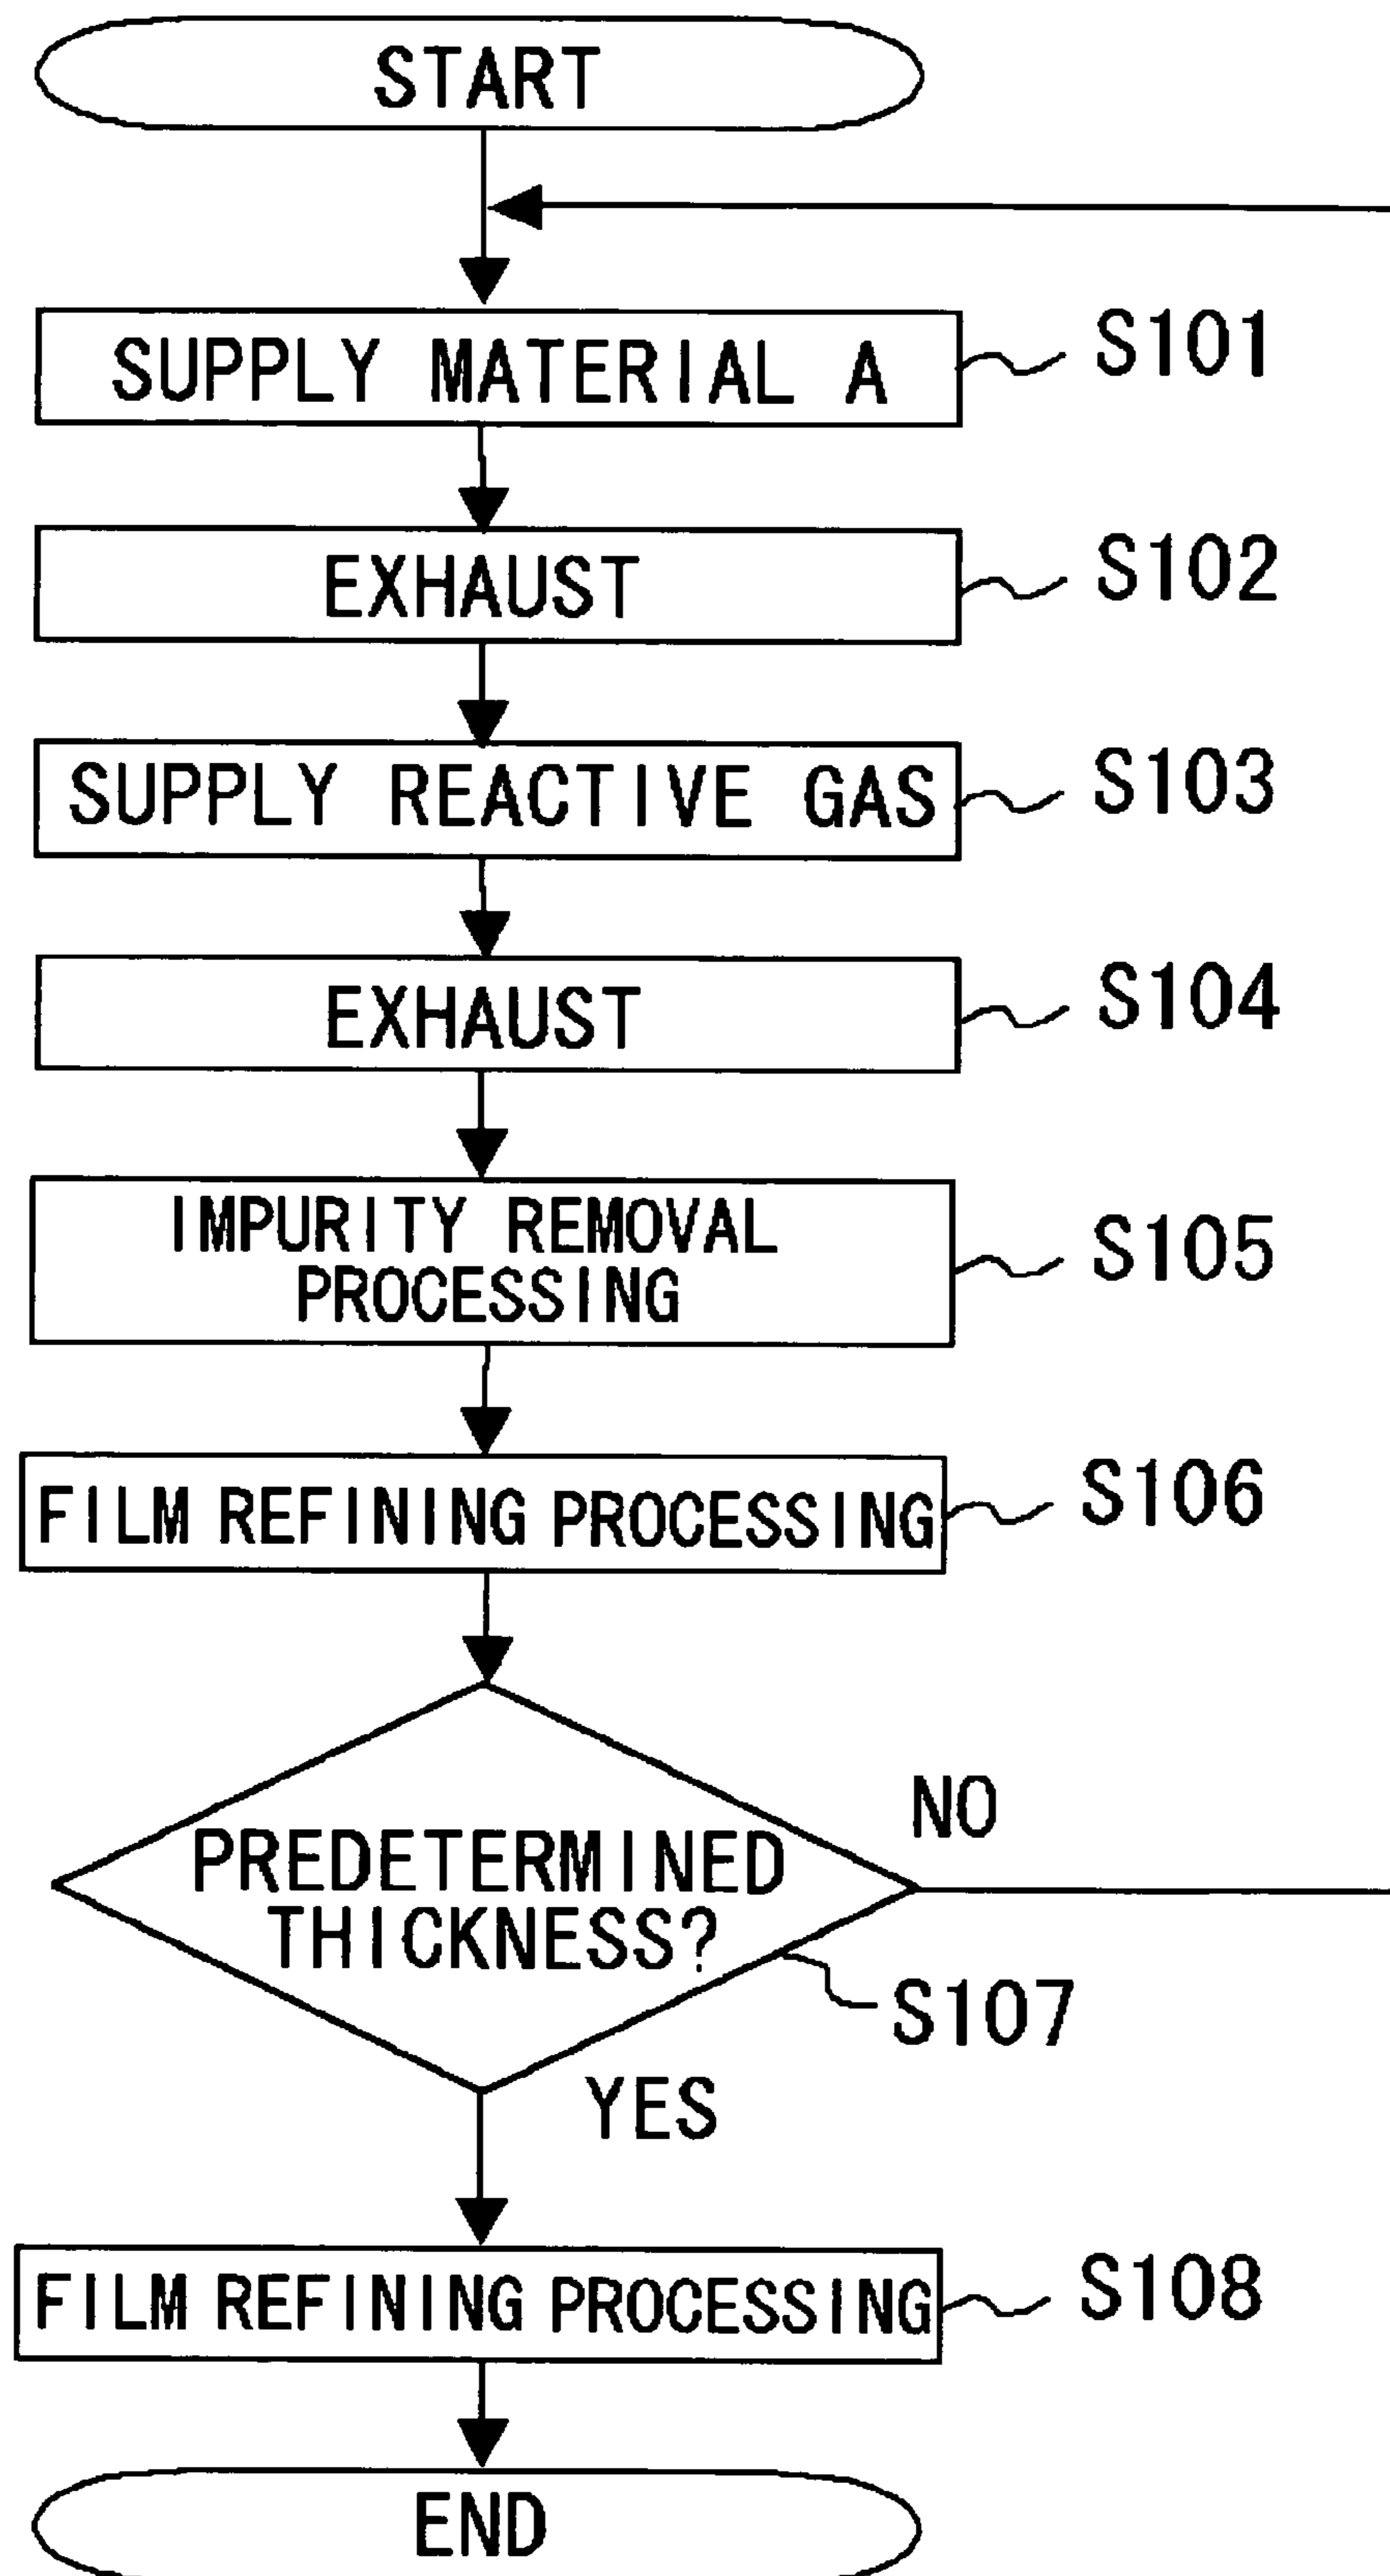 START
SUPPLY MATERIAL A
S101
EXHAUST
S102
SUPPLY REACTIVE GAS
S103
EXHAUST
S104
IMPURITY REMOVAL
PROCESSING
S105
FILM REFINING PROCESSING
S106
NO
PREDETERMINED
THICKNESS?
S107
YES
FILM REFINING PROCESSING
S108
END